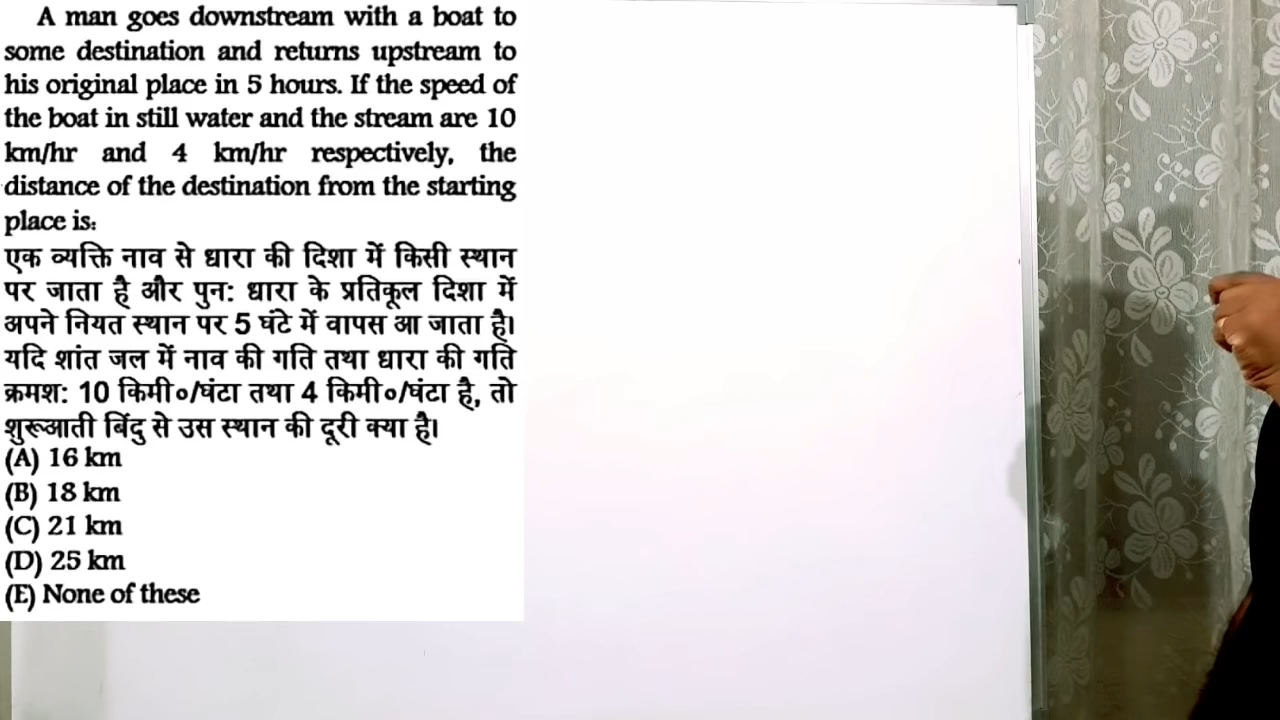 A man goes downstream with a boat to
some destination and returns upstream to
his original place in 5 hours. If the speed of
the boat in still water and the stream are 10
km/hr and 4 km/hr respectively, the
distance of the destination from the starting
place is:
एक व्यक्ति नाव से धारा की दिशा में किसी स्थान
पर जाता है और पुन: धारा के प्रतिकूल दिशा में
अपने नियत स्थान पर 5 घंटे में वापस आ जाता है।
यदि शांत जल में नाव की गति तथा धारा की गति
क्रमश: 10 किमी०/घंटा तथा 4 किमी०/घंटा है, तो
शुरूआती बिंदु से उस स्थान की दूरी क्या है।
(A) 16 km
(B) 18 km
(C) 21 km
(D) 25 km
(E) None of these